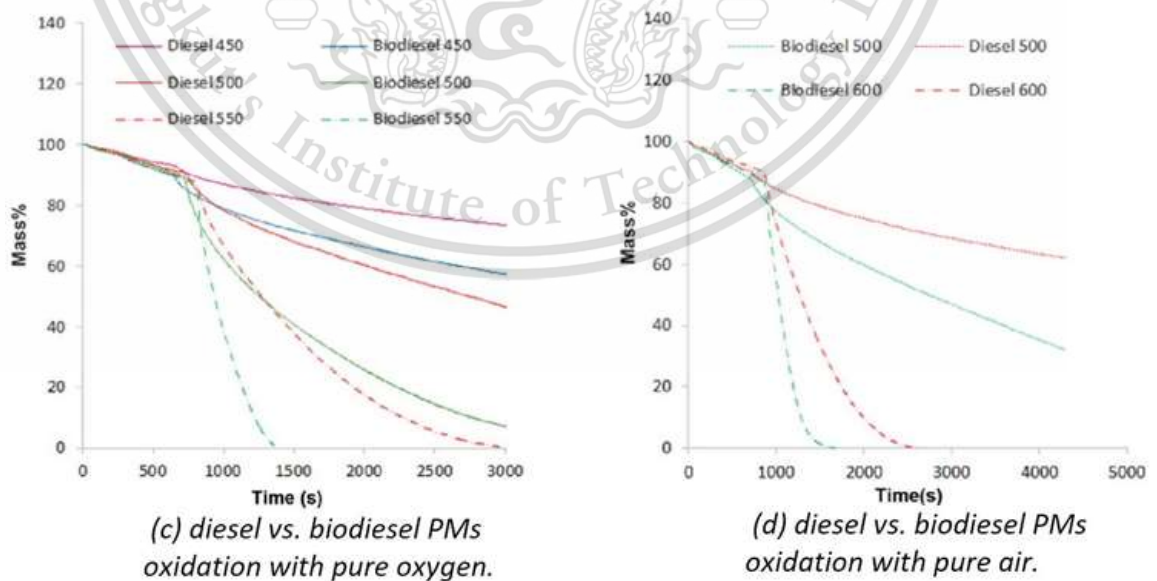 140
120
100
80
60
40
20
0
Mass%
Diesel 450
Biodiesel 450
Diesel 500
Biodiesel 500
Diesel 550
Biodiesel 550
0 500 1000 1500 2000 2500 3000
Time (s)
(c) diesel vs. biodiesel PMs
oxidation with pure oxygen.
140
120
100
80
60
40
20
0
Mass%
Biodiesel 500
Diesel 500
Biodiesel 600
Diesel 600
0 1000 2000 3000 4000 5000
Time(s)
(d) diesel vs. biodiesel PMs
oxidation with pure air.
Institute of Technology